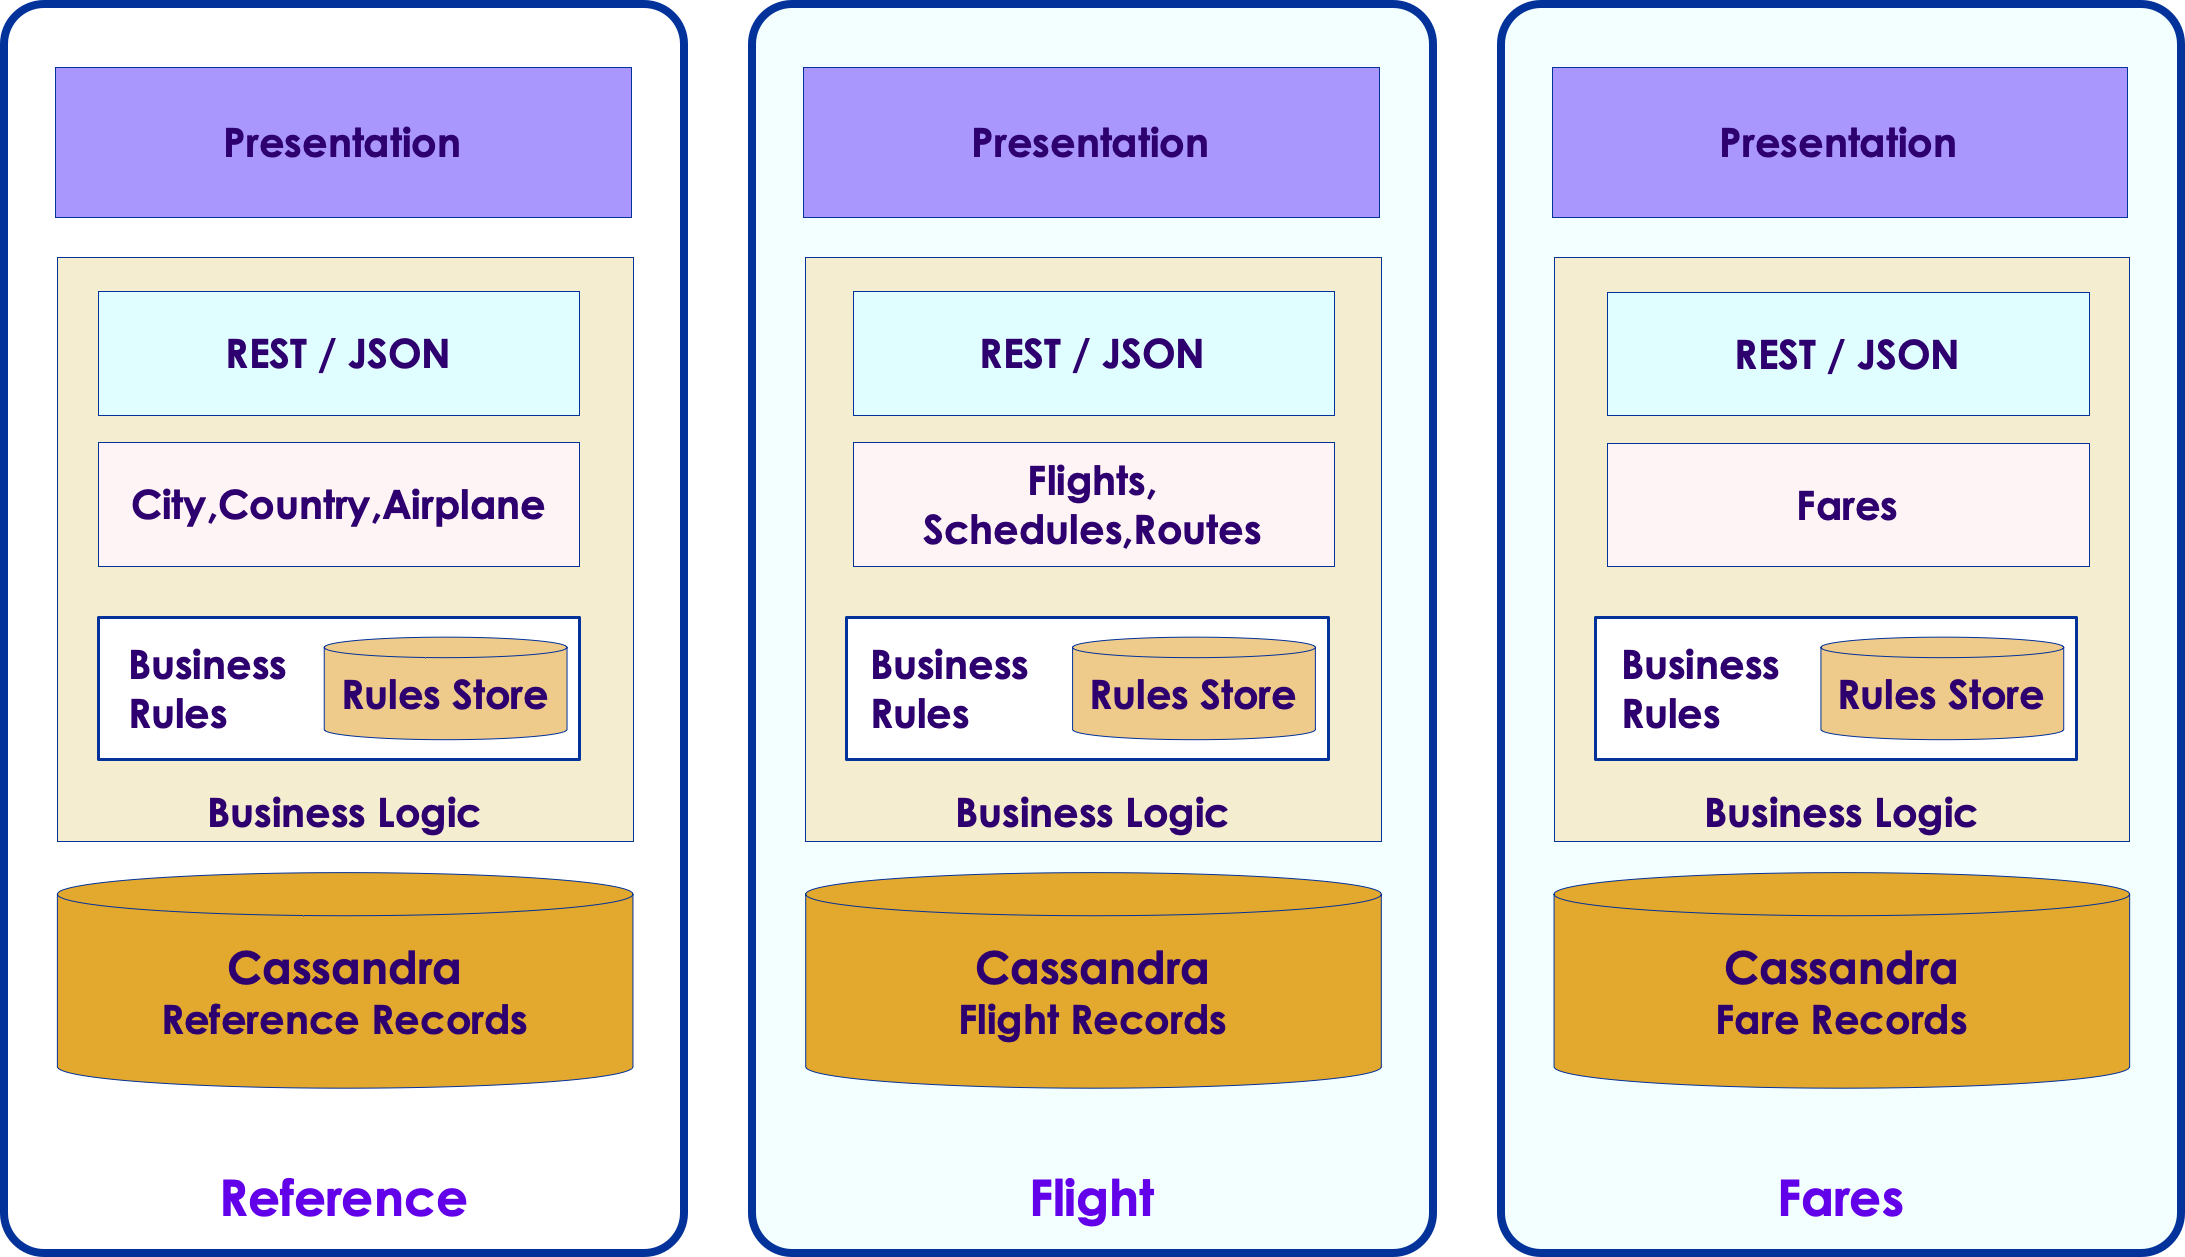 Presentation
REST / JSON
City,Country,Airplane
Business
Rules
Rules Store
Business Logic
Cassandra
Reference Records
Reference
Presentation
REST / JSON
Flights,
Schedules,Routes
Business
Rules
Rules Store
Business Logic
Cassandra
Flight Records
Flight
Presentation
REST / JSON
Fares
Business
Rules
Rules Store
Business Logic
Cassandra
Fare Records
Fares